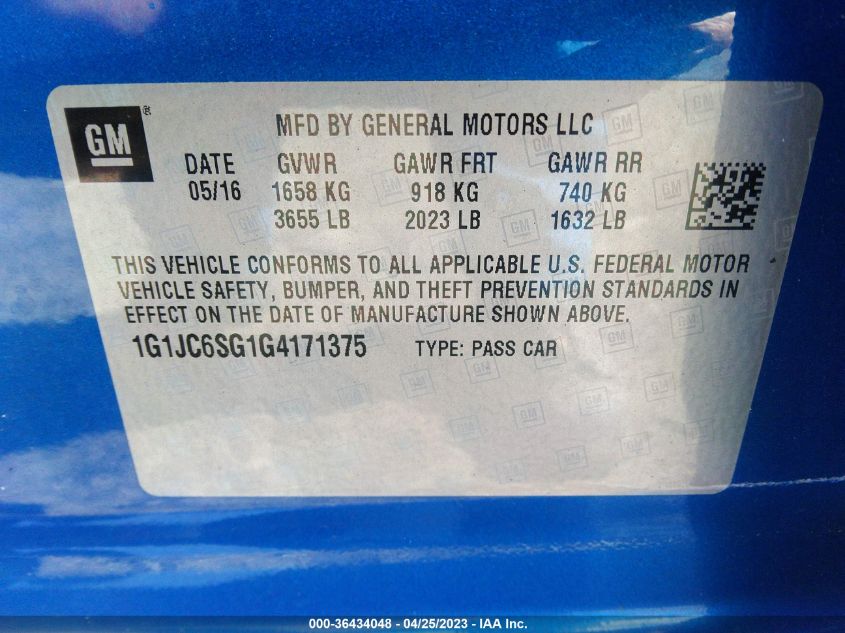 GM ®
MFD BY GENERAL MOTORS LLC
DATE GVWR GAWR FRT GAWR RR
05/16 1658 KG 918 KG 740 KG
3655 LB 2023 LB 1632 LB
THIS VEHICLE CONFORMS TO ALL APPLICABLE U.S. FEDERAL MOTOR
VEHICLE SAFETY, BUMPER, AND THEFT PREVENTION STANDARDS IN
EFFECT ON THE DATE OF MANUFACTURE SHOWN ABOVE.
1G1JC6SG1G4171375 TYPE: PASS CAR
000-36434048 - 04/25/2023 - IAA Inc.